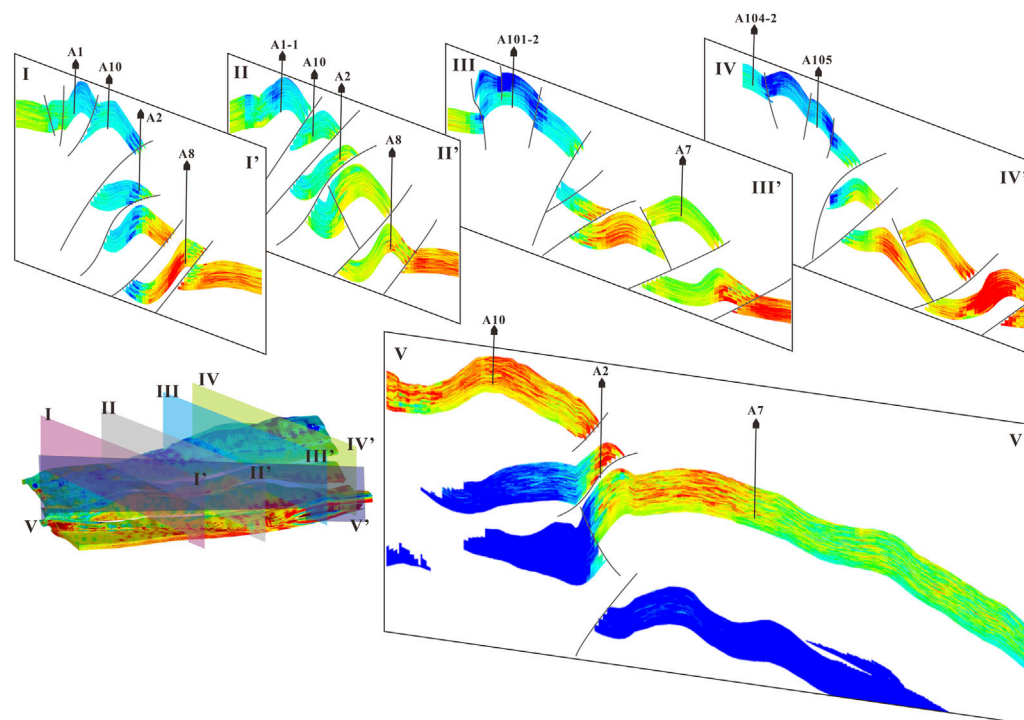 I
A1
A10
A2
A8
I'
II
A1-1
A10
A2
A8
II'
III
A101-2
A7
III'
A104-2
IV
A105
IV'
A10
V
A2
A7
V
I
II
III
IV
IV'
III'
II'
I'
V
V'